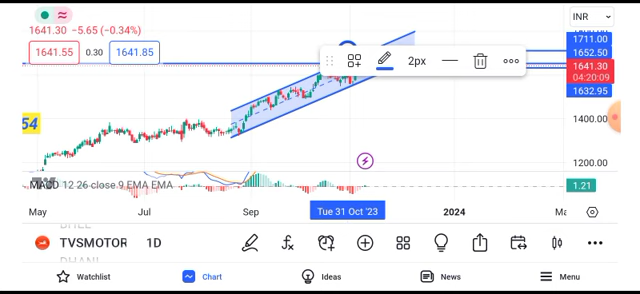 1641.30 -5.65 (-0.34%)
INR
1711.00
1641.55 0.30 1641.85
1652.50
2px
1641.30
04:20:09
1632.95
1400.00
54
1200.00
MACD 12 26 close 9 EMA EMA
1.21
May Jul Sep Tue 31 Oct '23 2024 Ma
TVSMOTOR 1D
Watchlist Chart Ideas News Menu